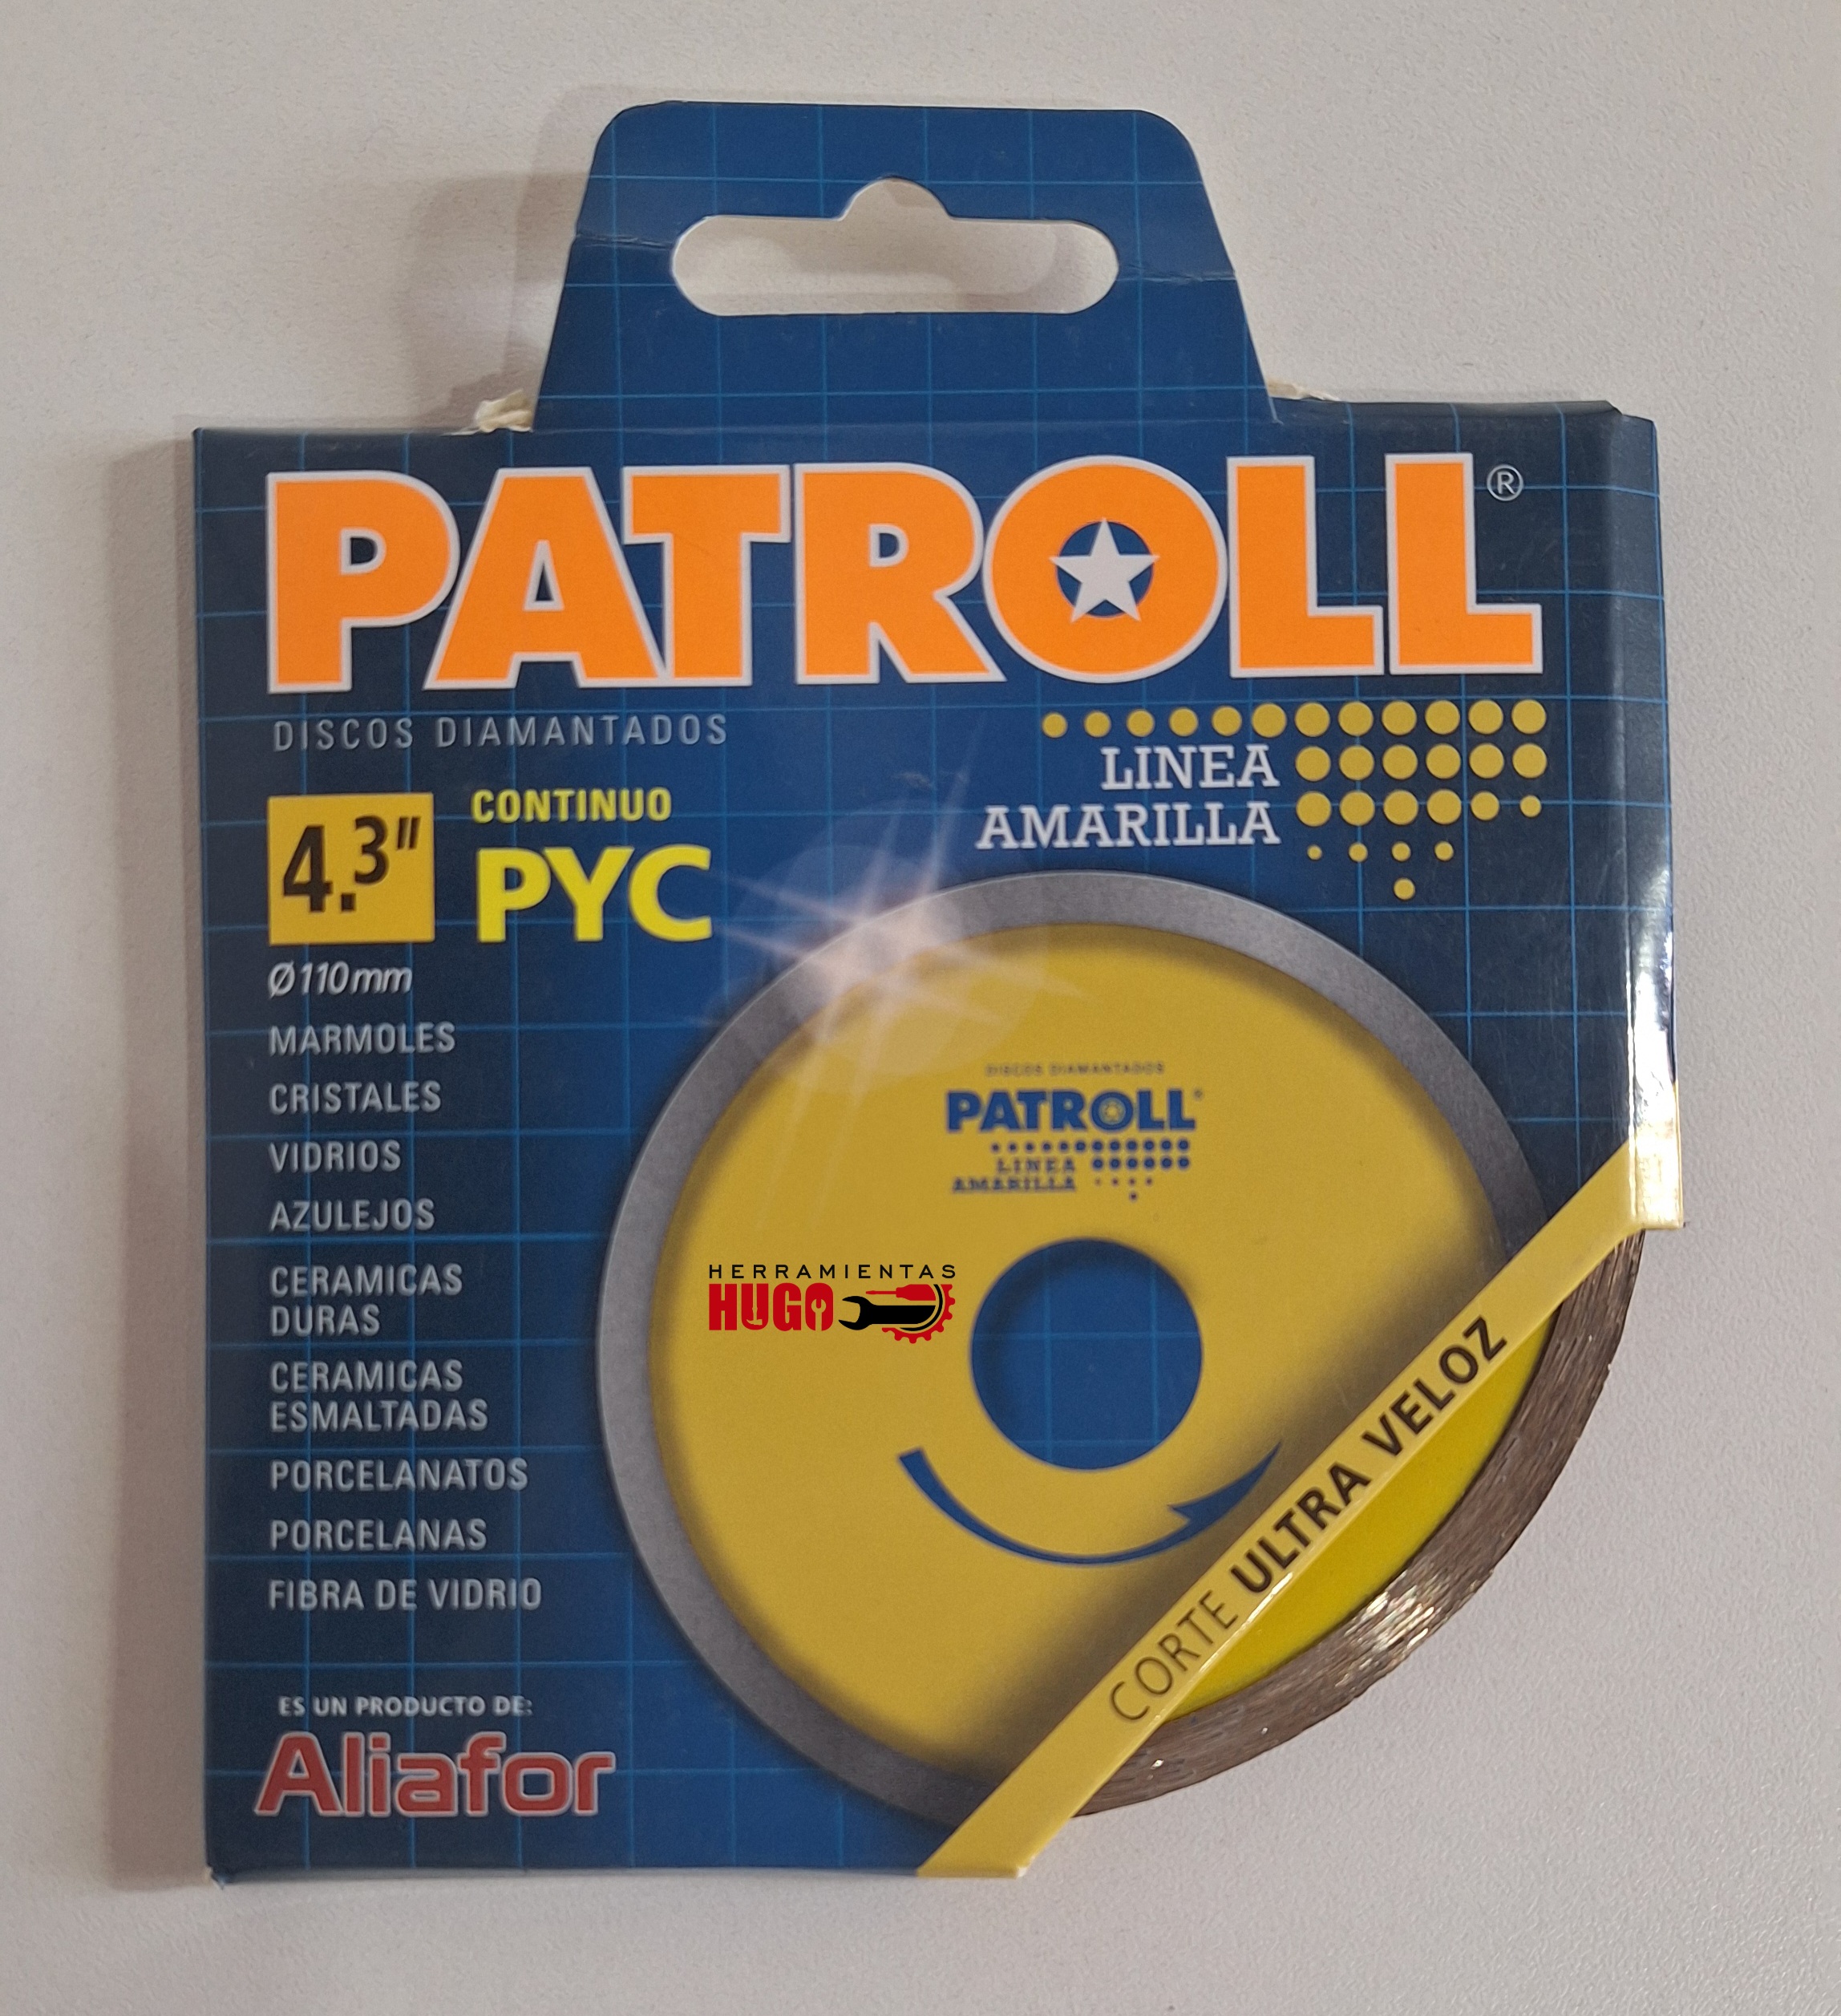 PATROLL®
DISCOS DIAMANTADOS
LINEA
AMARILLA
4.3"
CONTINUO
PYC
Ø110mm
MARMOLES
CRISTALES
VIDRIOS
AZULEJOS
CERAMICAS
DURAS
CERAMICAS
ESMALTADAS
PORCELANATOS
PORCELANAS
FIBRA DE VIDRIO
ES UN PRODUCTO DE:
Aliafor
DISCOS DIAMANTADOS
PATROLL®
LINEA
AMARILLA
HERRAMIENTAS
HUGO
CORTE ULTRA VELOZ